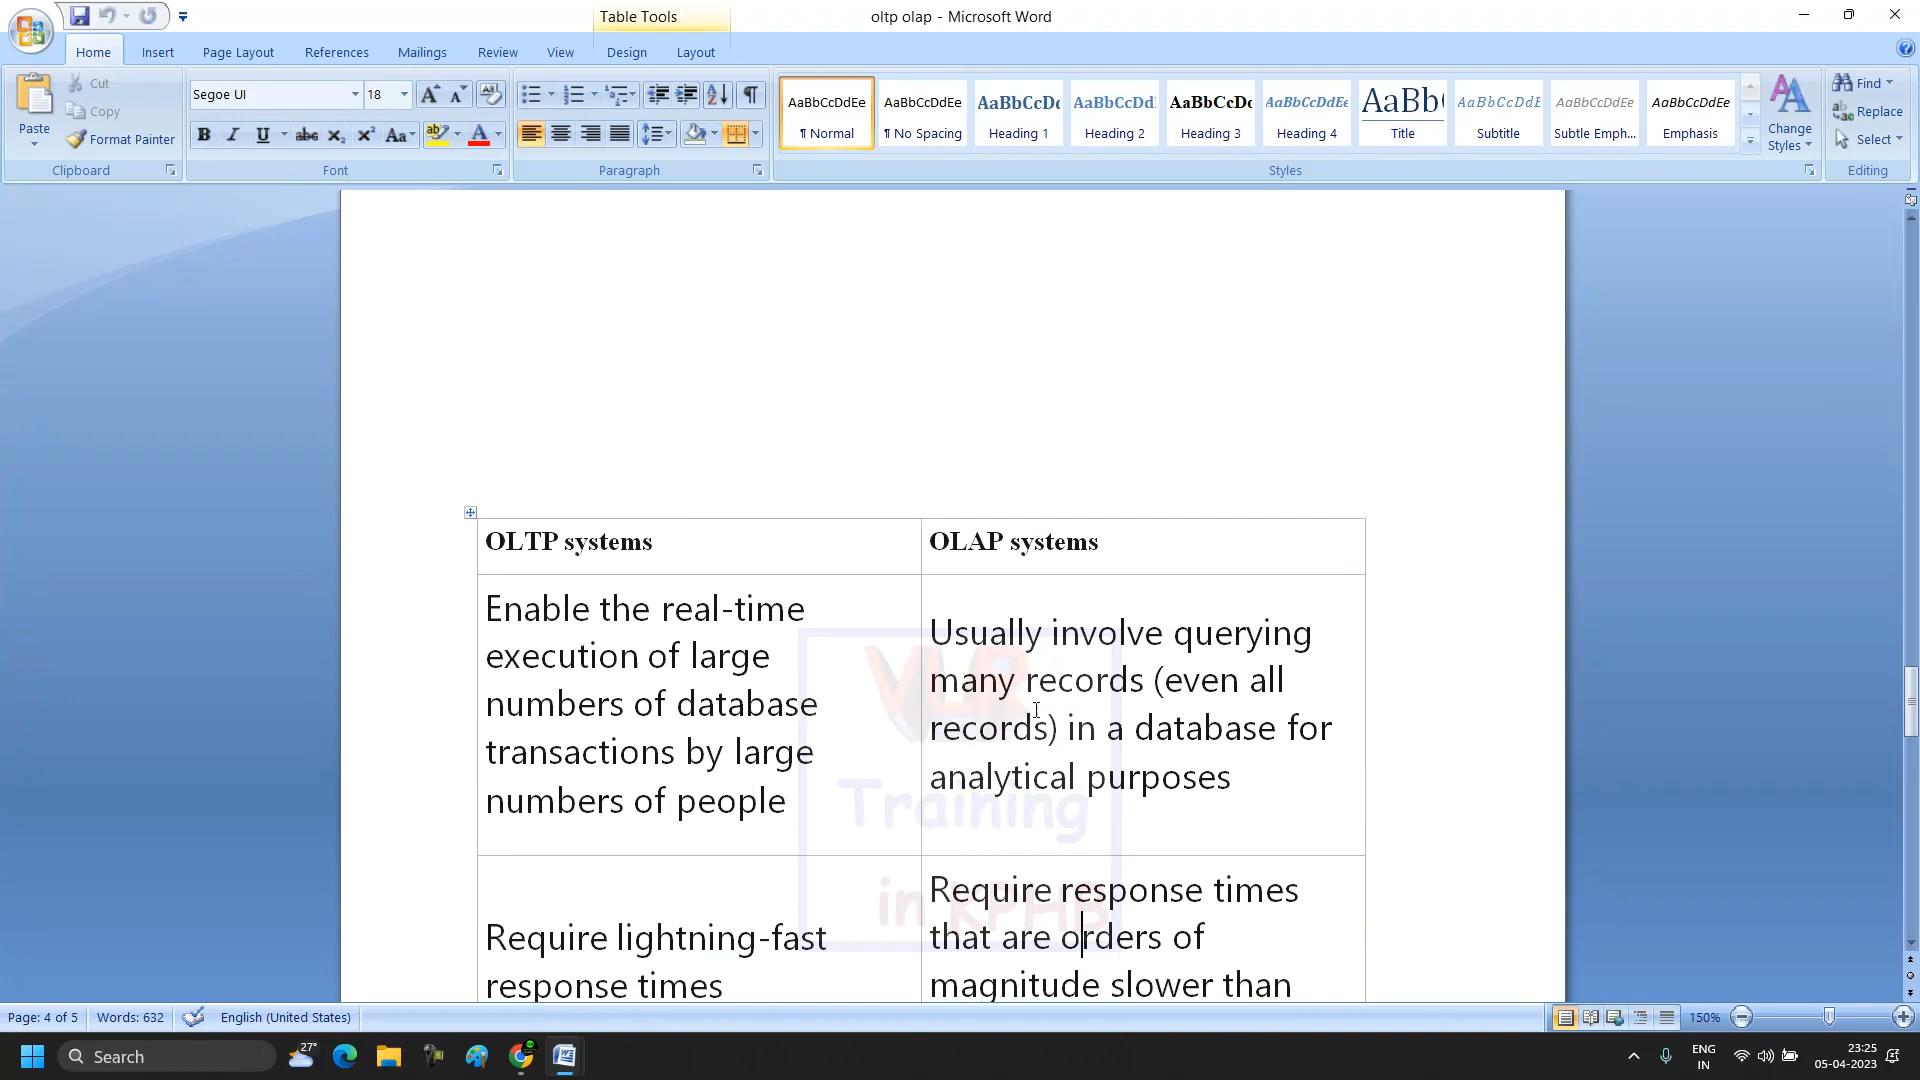 Table Tools
oltp olap - Microsoft Word
Home
Insert
Page Layout
References
Mailings
Review
View
Design
Layout
Paste
Cut
Copy
Format Painter
Clipboard
Segoe UI
18
Font
Paragraph
AaBbCcDdEe
¶ Normal
AaBbCcDdEe
¶ No Spacing
AaBbCcDc
Heading 1
AaBbCcDdI
Heading 2
AaBbCcDc
Heading 3
AaBbCcDdEe
Heading 4
AaBb(
Title
AaBbCcDdE
Subtitle
AaBbCcDdEe
Subtle Emph...
AaBbCcDdEe
Emphasis
Change
Styles
Styles
Find
Replace
Select
Editing
OLTP systems
OLAP systems
Enable the real-time
execution of large
numbers of database
transactions by large
numbers of people
Usually involve querying
many records (even all
records) in a database for
analytical purposes
Require lightning-fast
response times
Require response times
that are orders of
magnitude slower than
VLR
Training
in KPHB
Page: 4 of 5
Words: 632
English (United States)
150%
Search
27°
ENG
IN
23:25
05-04-2023